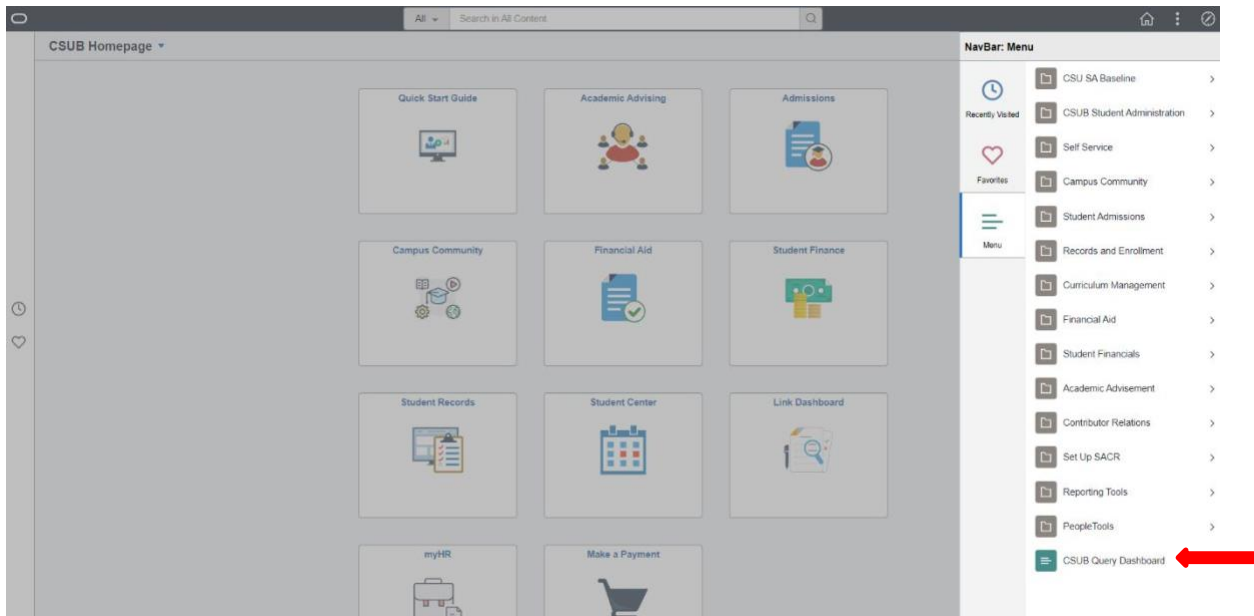 All
Search in All Content
CSUB Homepage
NavBar: Menu
Quick Start Guide
Academic Advising
Admissions
Campus Community
Financial Aid
Student Finance
Student Records
Student Center
Link Dashboard
myHR
Make a Payment
Recently Visited
Favorites
Menu
CSU SA Baseline
CSUB Student Administration
Self Service
Campus Community
Student Admissions
Records and Enrollment
Curriculum Management
Financial Aid
Student Financials
Academic Advisement
Contributor Relations
Set Up SACR
Reporting Tools
PeopleTools
CSUB Query Dashboard